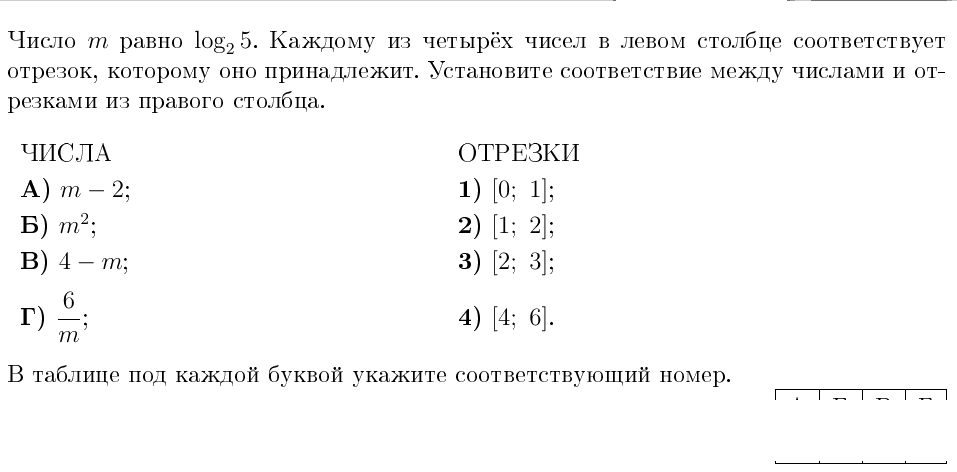 Число m равно log₂ 5. Каждому из четырёх чисел в левом столбце соответствует
отрезок, которому оно принадлежит. Установите соответствие между числами и от-
резками из правого столбца.
ЧИСЛА ОТРЕЗКИ
А) m − 2; 1) [0; 1];
Б) m²; 2) [1; 2];
В) 4 − m; 3) [2; 3];
Г) 6/m; 4) [4; 6].
В таблице под каждой буквой укажите соответствующий номер.